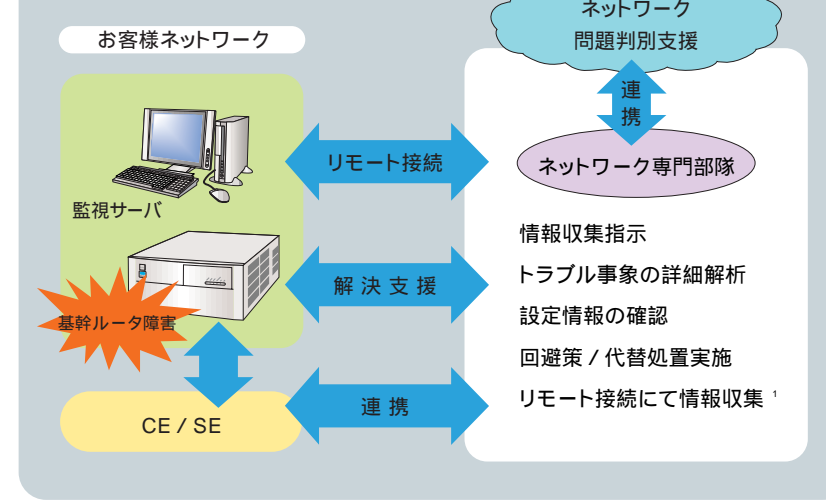 ネットワーク
問題判別支援
お客様ネットワーク
連
携
リモート接続
ネットワーク専門部隊
監視サーバ
情報収集指示
トラブル事象の詳細解析
解決支援
設定情報の確認
基幹ルータ障害
回避策／代替処置実施
リモート接続にて情報収集 1
連携
CE / SE